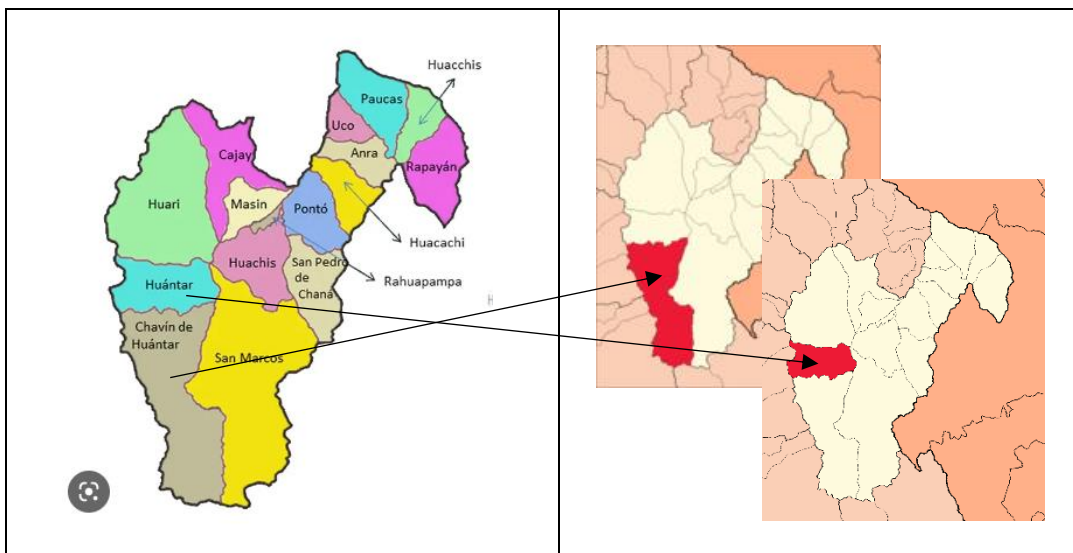 Huacchis
Paucas
Uco
Anra
Rapayán
Cajay
Masin
Huari
Pontó
Huacachi
Huachis
San Pedro
de
Chana
Rahuapampa
Huántar
Chavín de
Huántar
San Marcos